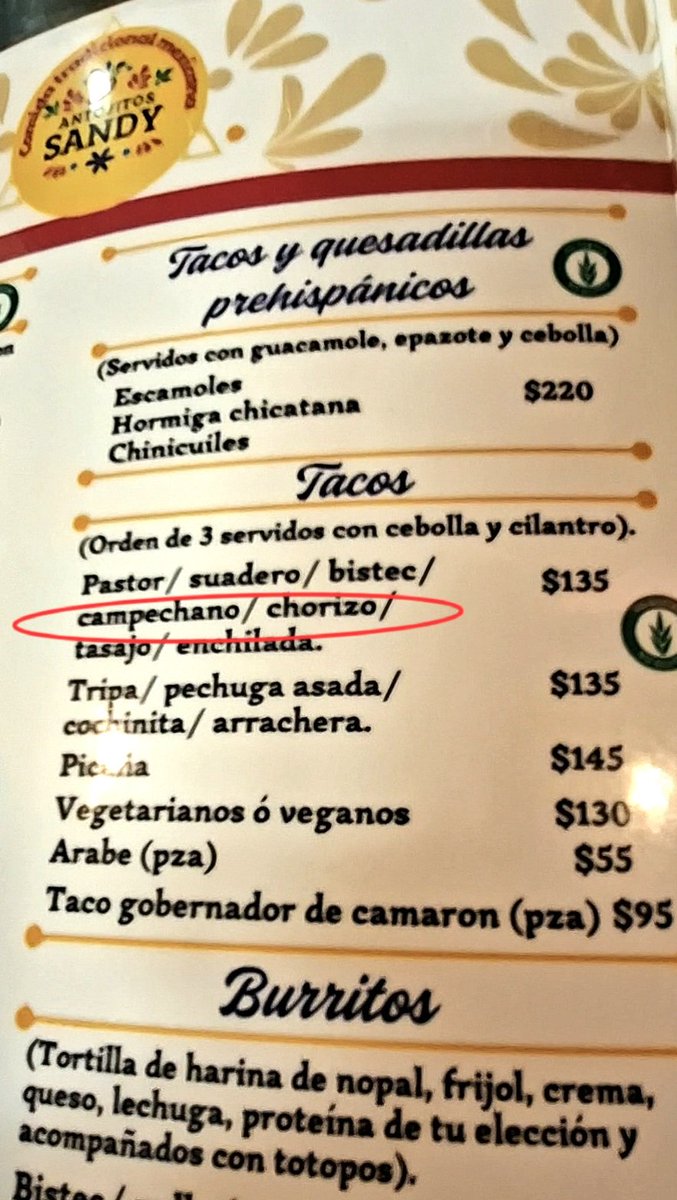 Comida tradicional mexicana
ANTOJITOS
SANDY
Tacos y quesadillas
prehispánicos
(Servidos con guacamole, epazote y cebolla)
Escamoles
Hormiga chicatana $220
Chinicuiles
Tacos
(Orden de 3 servidos con cebolla y cilantro).
Pastor/ suadero/ bistec/ $135
campechano/ chorizo/
tasajo/ enchilada.
Tripa/ pechuga asada/ $135
cochinita/ arrachera.
$145
Vegetarianos ó veganos $130
Arabe (pza) $55
Taco gobernador de camaron (pza) $95
Burritos
(Tortilla de harina de nopal, frijol, crema,
queso, lechuga, proteína de tu elección y
acompañados con totopos).